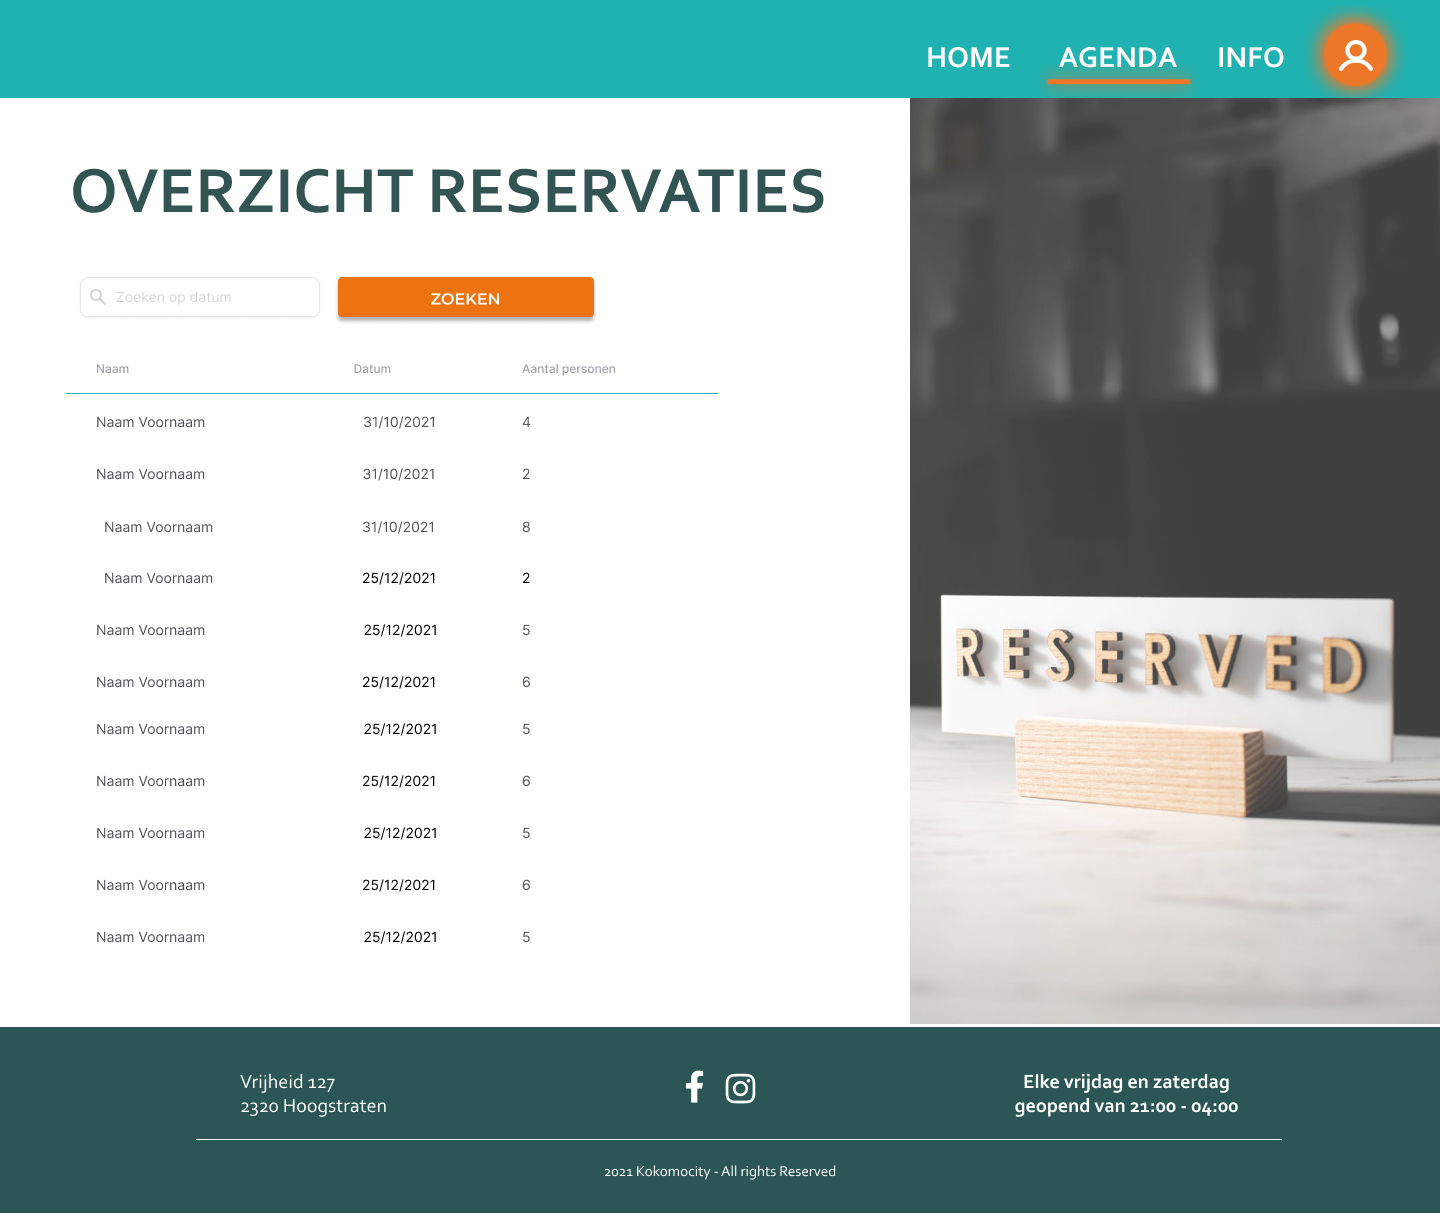 HOME AGENDA INFO
OVERZICHT RESERVATIES
Zoeken op datum ZOEKEN
Naam Datum Aantal personen
Naam Voornaam 31/10/2021 4
Naam Voornaam 31/10/2021 2
Naam Voornaam 31/10/2021 8
Naam Voornaam 25/12/2021 2
Naam Voornaam 25/12/2021 5
Naam Voornaam 25/12/2021 6
Naam Voornaam 25/12/2021 5
Naam Voornaam 25/12/2021 6
Naam Voornaam 25/12/2021 5
Naam Voornaam 25/12/2021 6
Naam Voornaam 25/12/2021 5
RESERVED
Vrijheid 127
2320 Hoogstraten
Elke vrijdag en zaterdag
geopend van 21:00 - 04:00
2021 Kokomocity - All rights Reserved